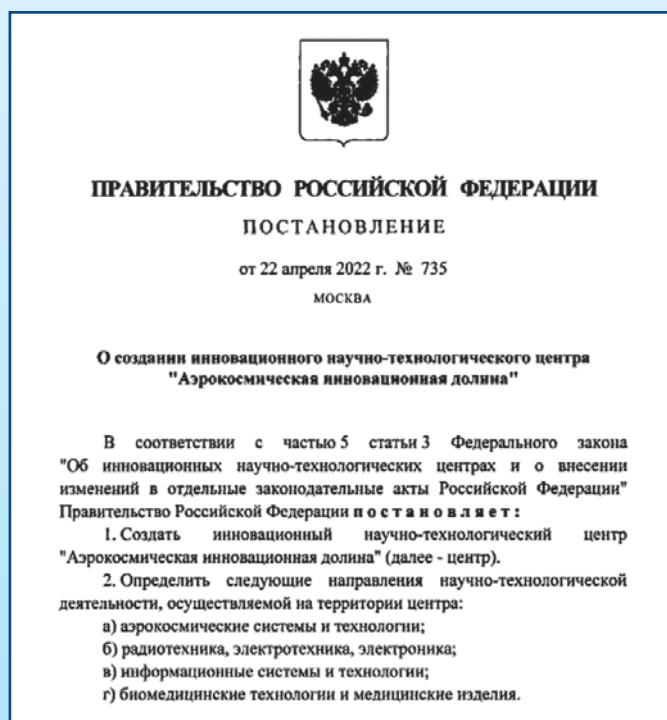 ПРАВИТЕЛЬСТВО РОССИЙСКОЙ ФЕДЕРАЦИИ
ПОСТАНОВЛЕНИЕ
от 22 апреля 2022 г. № 735
МОСКВА
О создании инновационного научно-технологического центра
"Аэрокосмическая инновационная долина"
В соответствии с частью 5 статьи 3 Федерального закона
"Об инновационных научно-технологических центрах и о внесении
изменений в отдельные законодательные акты Российской Федерации"
Правительство Российской Федерации постановляет:
1. Создать инновационный научно-технологический центр
"Аэрокосмическая инновационная долина" (далее - центр).
2. Определить следующие направления научно-технологической
деятельности, осуществляемой на территории центра:
а) аэрокосмические системы и технологии;
б) радиотехника, электротехника, электроника;
в) информационные системы и технологии;
г) биомедицинские технологии и медицинские изделия.